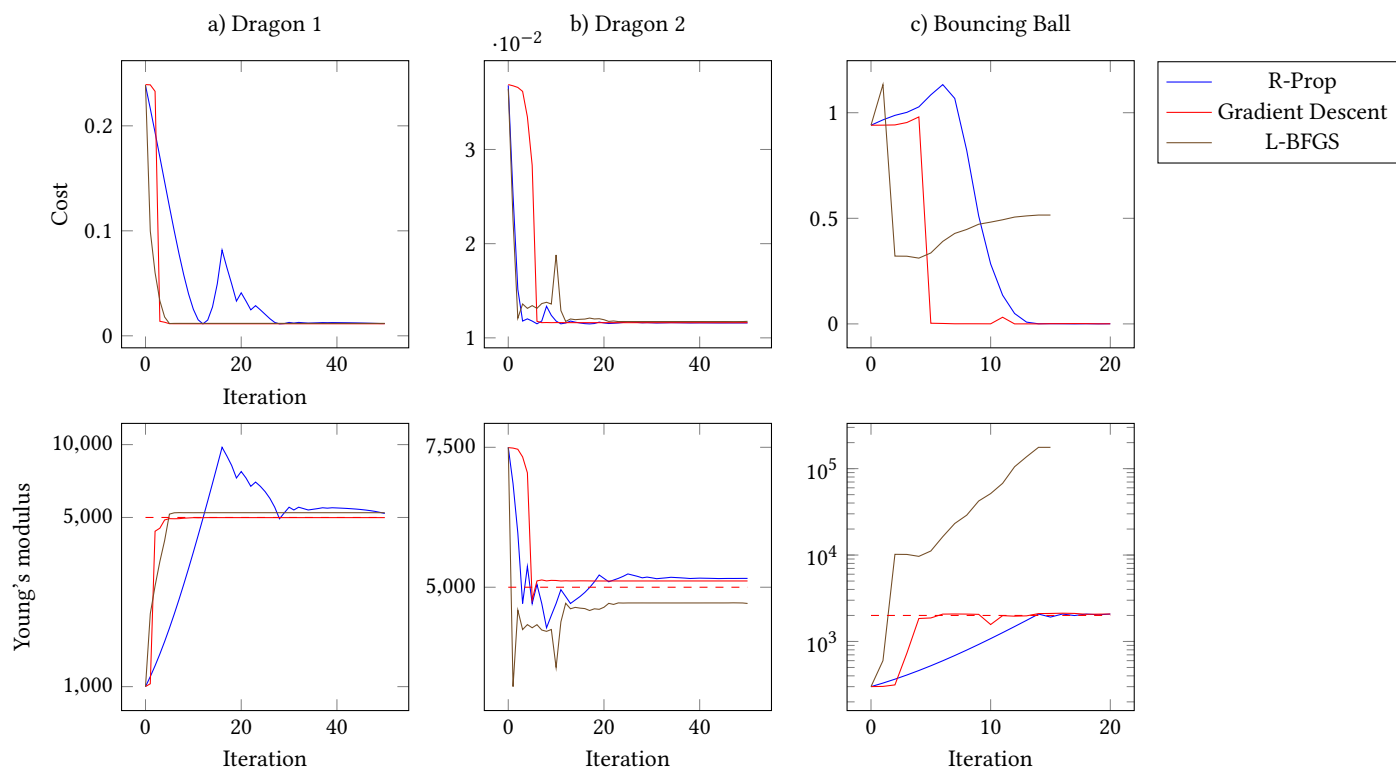 a) Dragon 1
b) Dragon 2
c) Bouncing Ball
·10−2
R-Prop
Gradient Descent
L-BFGS
Cost
0.2
0.1
0
0 20 40
Iteration
3
2
1
0 20 40
1
0.5
0
0 10 20
Young's modulus
10,000
5,000
1,000
0 20 40
Iteration
7,500
5,000
0 20 40
Iteration
10^5
10^4
10^3
0 10 20
Iteration